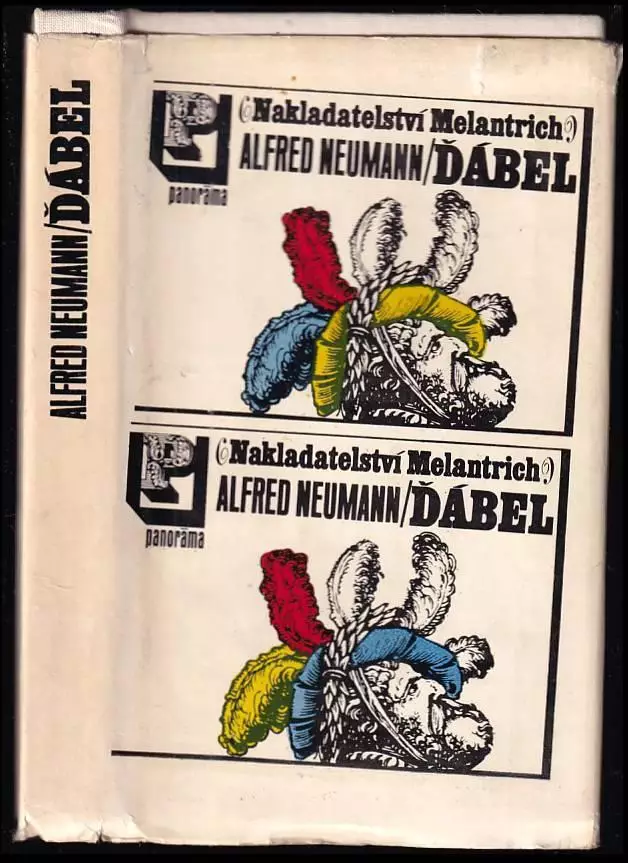 ALFRED NEUMANN/ĎÁBEL
P
panoráma
(Nakladatelství Melantrich)
ALFRED NEUMANN/ĎÁBEL
P
panoráma
(Nakladatelství Melantrich)
ALFRED NEUMANN/ĎÁBEL